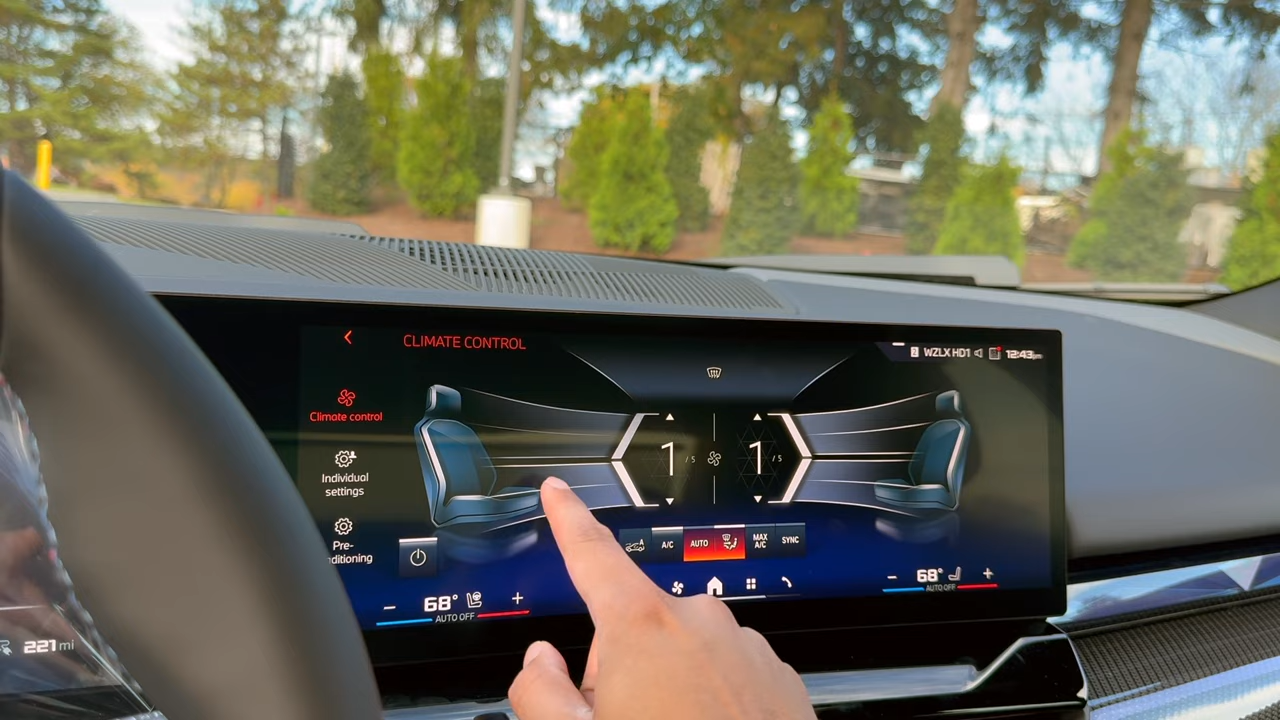 CLIMATE CONTROL
WZLX HD1 12:43pm
Climate control
1 / 5
1 / 5
Individual
settings
Pre-
ditioning
A
A/C
AUTO
MAX
A/C
SYNC
− 68° +
AUTO OFF
− 68° +
AUTO OFF
221 mi